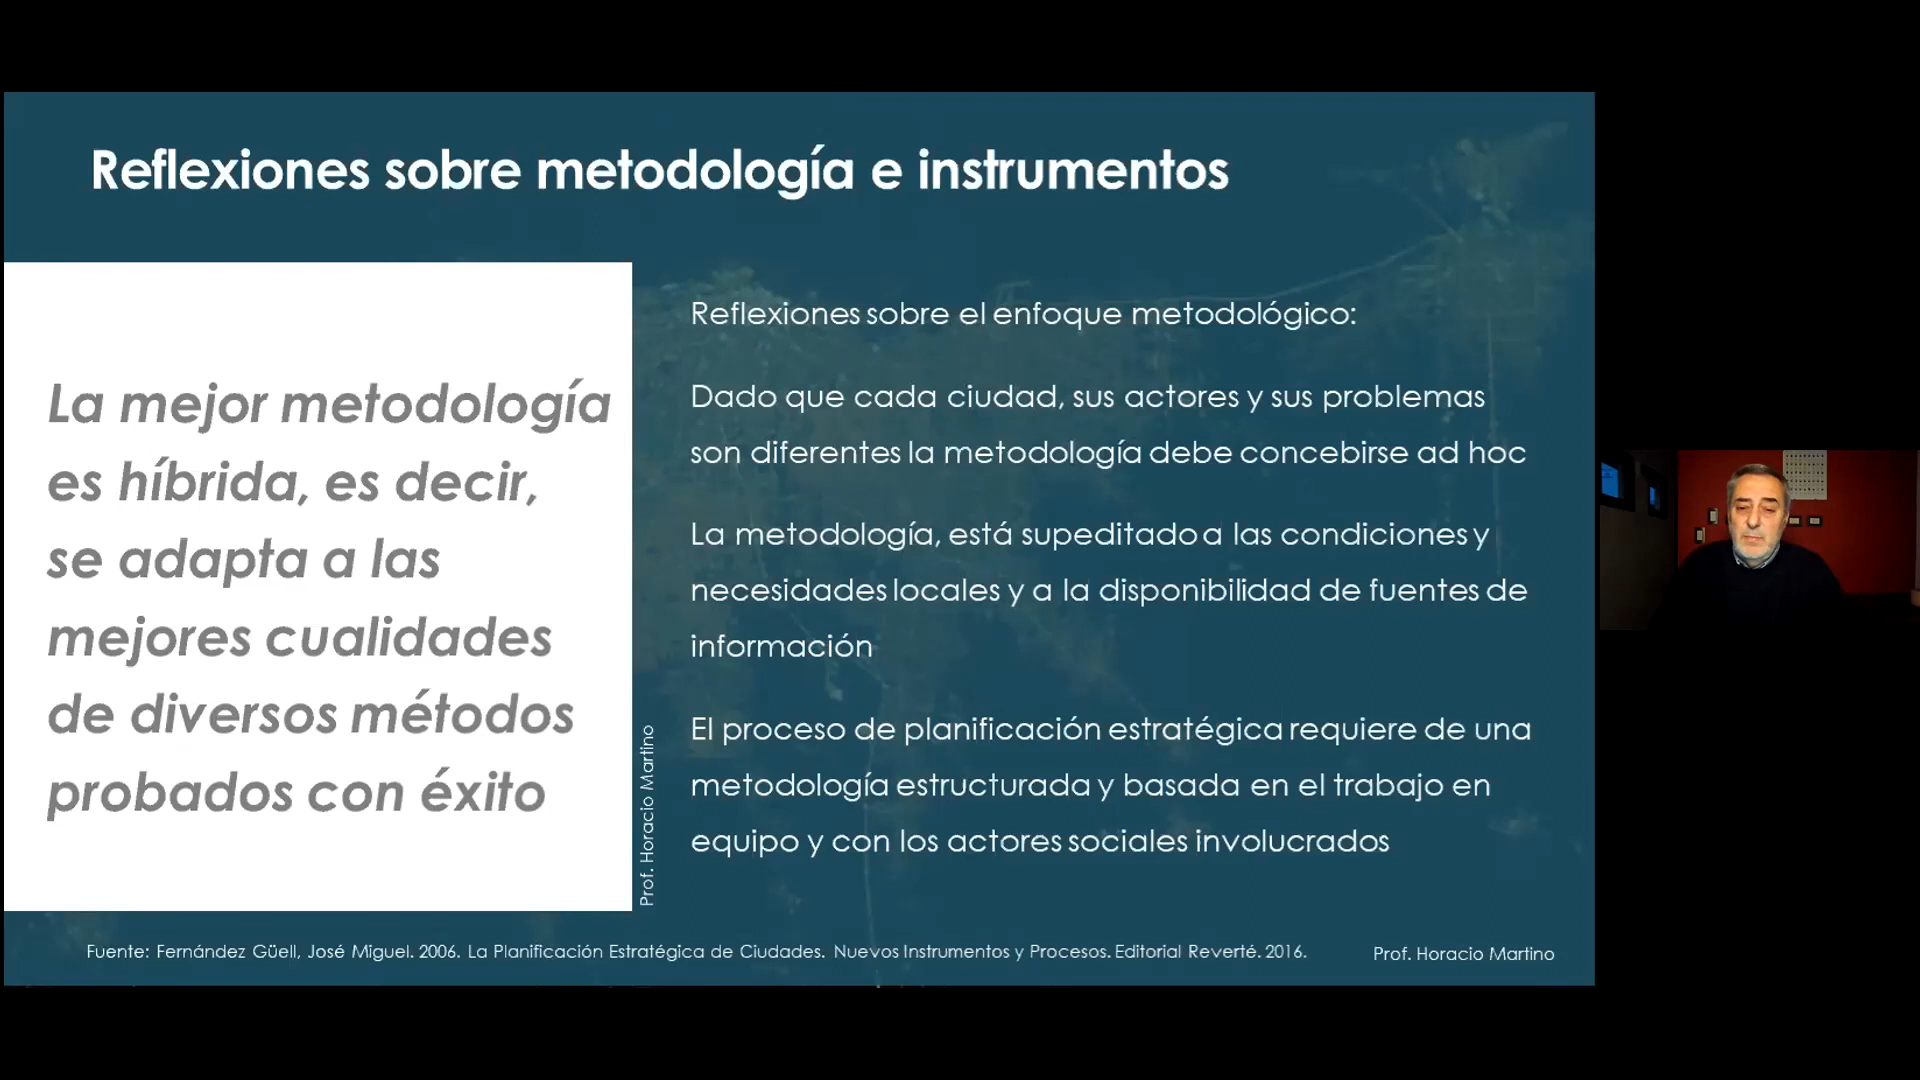 Reflexiones sobre metodología e instrumentos
La mejor metodología
es híbrida, es decir,
se adapta a las
mejores cualidades
de diversos métodos
probados con éxito
Prof. Horacio Martino
Reflexiones sobre el enfoque metodológico:
Dado que cada ciudad, sus actores y sus problemas
son diferentes la metodología debe concebirse ad hoc
La metodología, está supeditado a las condiciones y
necesidades locales y a la disponibilidad de fuentes de
información
El proceso de planificación estratégica requiere de una
metodología estructurada y basada en el trabajo en
equipo y con los actores sociales involucrados
Fuente: Fernández Güell, José Miguel. 2006. La Planificación Estratégica de Ciudades. Nuevos Instrumentos y Procesos. Editorial Reverté. 2016.
Prof. Horacio Martino